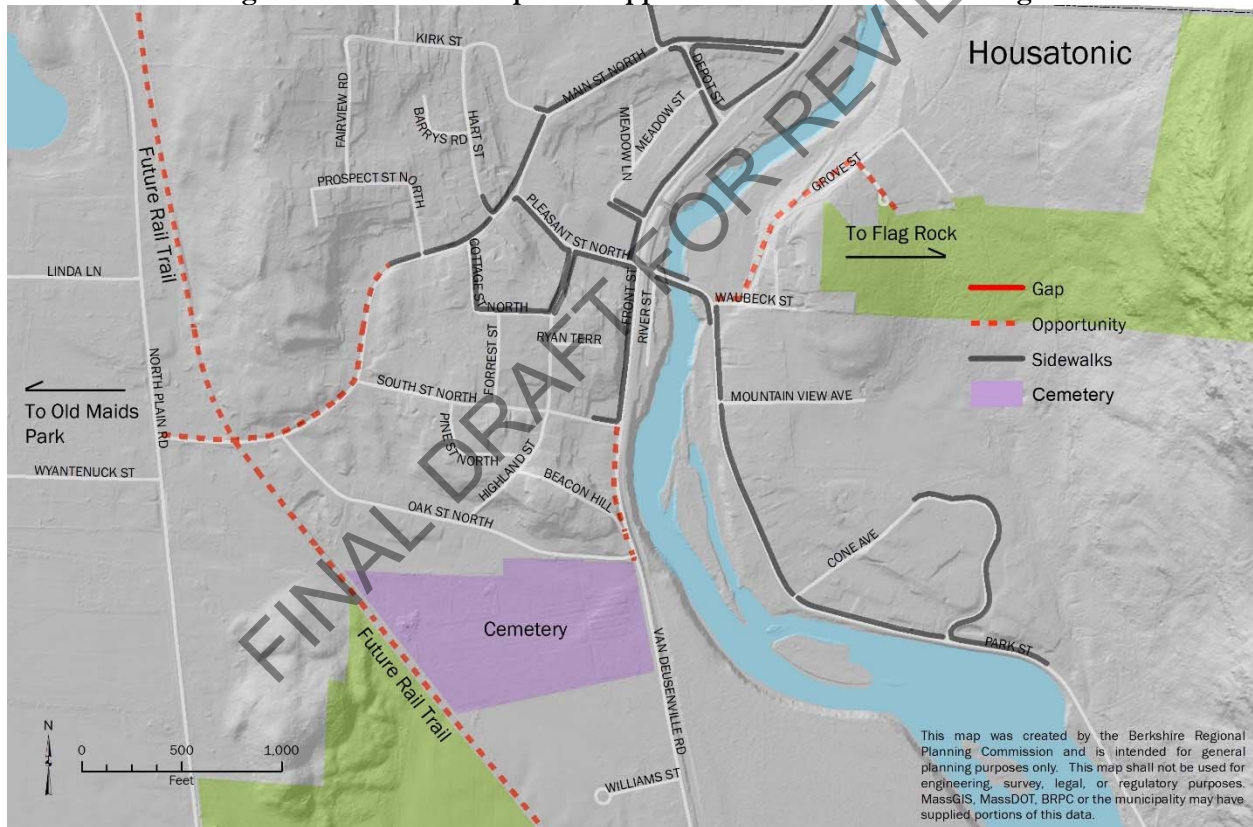 Housatonic
KIRK ST
MAIN ST NORTH
DEPOT ST
FAIRVIEW RD
HART ST
BARRYS RD
MEADOW LN
MEADOW ST
PROSPECT ST NORTH
PLEASANT ST NORTH
GROVE ST
To Flag Rock
Future Rail Trail
LINDA LN
COTTAGE ST
NORTH
FRONT ST
RIVER ST
WAUBECK ST
Gap
Opportunity
Sidewalks
Cemetery
RYAN TERR
FORREST ST
SOUTH ST NORTH
MOUNTAIN VIEW AVE
NORTH PLAIN RD
To Old Maids
Park
PINE ST
NORTH
HIGHLAND ST
BEACON HILL
WYANTENUCK ST
OAK ST NORTH
CONE AVE
Cemetery
PARK ST
VAN DEUSENVILLE RD
Future Rail Trail
WILLIAMS ST
N
0 500 1,000
Feet
This map was created by the Berkshire Regional
Planning Commission and is intended for general
planning purposes only. This map shall not be used for
engineering, survey, legal, or regulatory purposes.
MassGIS, MassDOT, BRPC or the municipality may have
supplied portions of this data.